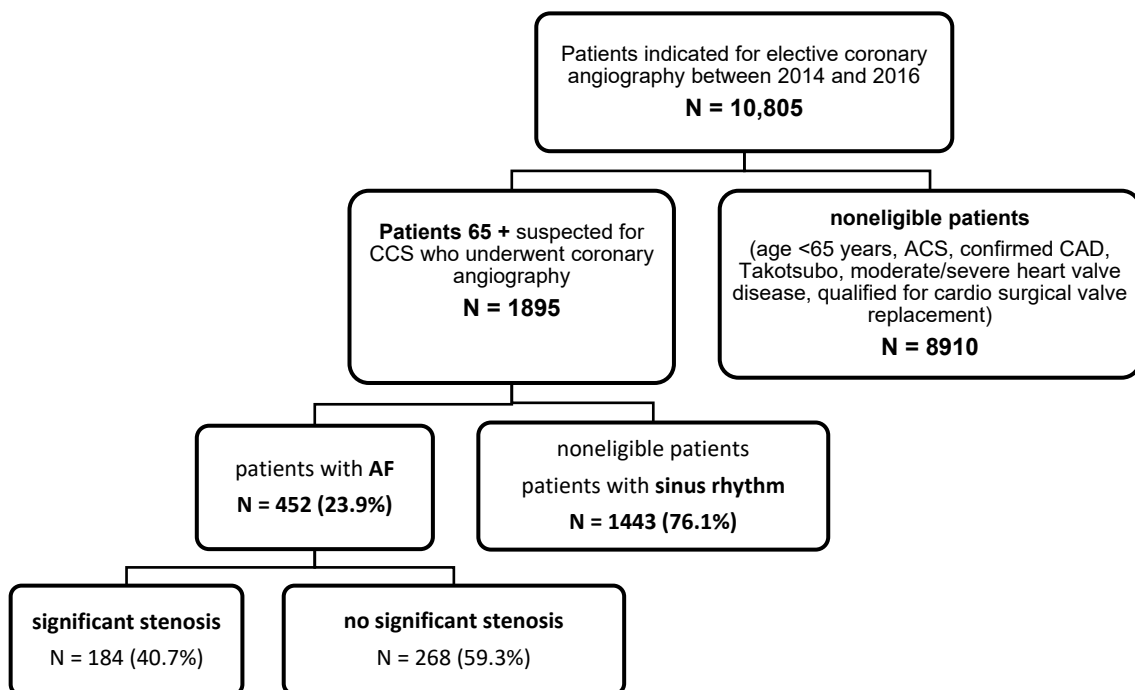 Patients indicated for elective coronary
angiography between 2014 and 2016
N = 10,805
Patients 65 + suspected for
CCS who underwent coronary
angiography
N = 1895
noneligible patients
(age <65 years, ACS, confirmed CAD,
Takotsubo, moderate/severe heart valve
disease, qualified for cardio surgical valve
replacement)
N = 8910
patients with AF
N = 452 (23.9%)
noneligible patients
patients with sinus rhythm
N = 1443 (76.1%)
significant stenosis
N = 184 (40.7%)
no significant stenosis
N = 268 (59.3%)